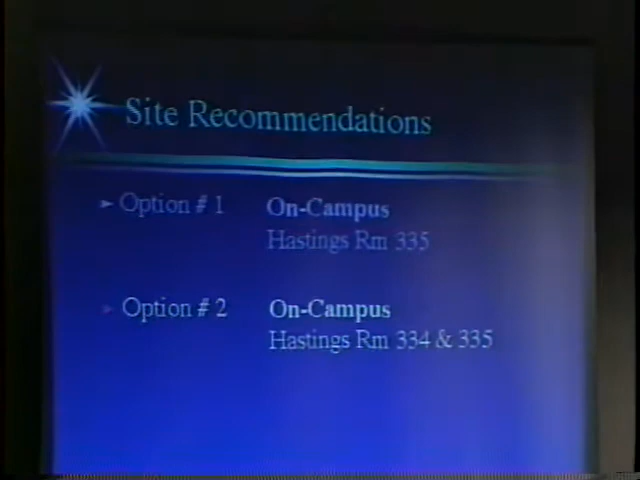 Site Recommendations
Option # 1 On-Campus
Hastings Rm 335
Option # 2 On-Campus
Hastings Rm 334 & 335